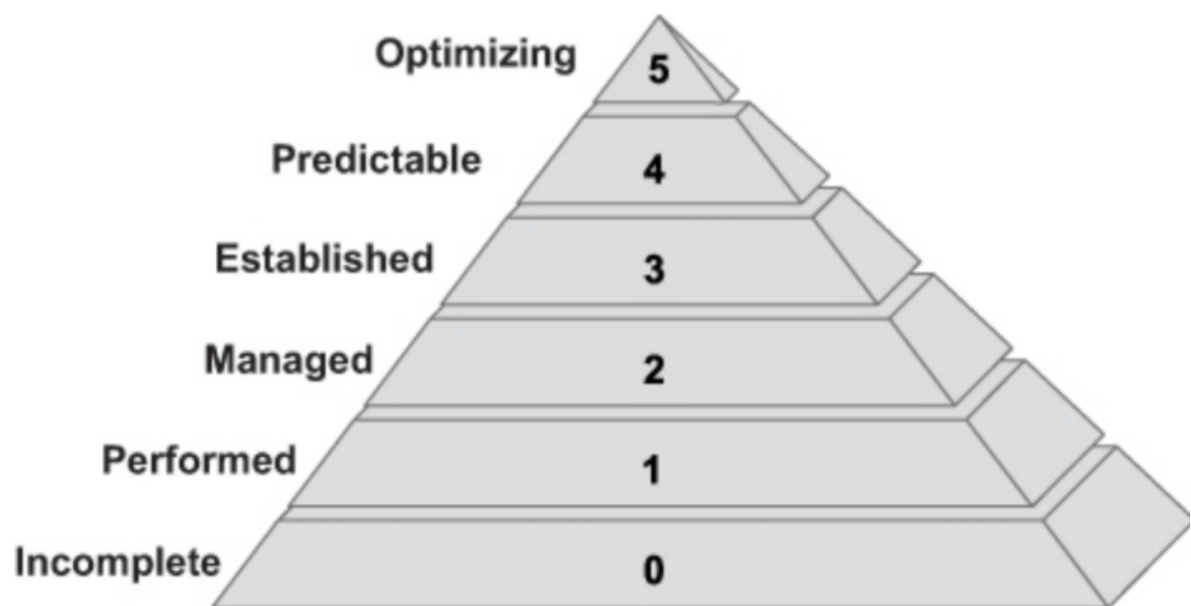 Optimizing 5
Predictable 4
Established 3
Managed 2
Performed 1
Incomplete 0